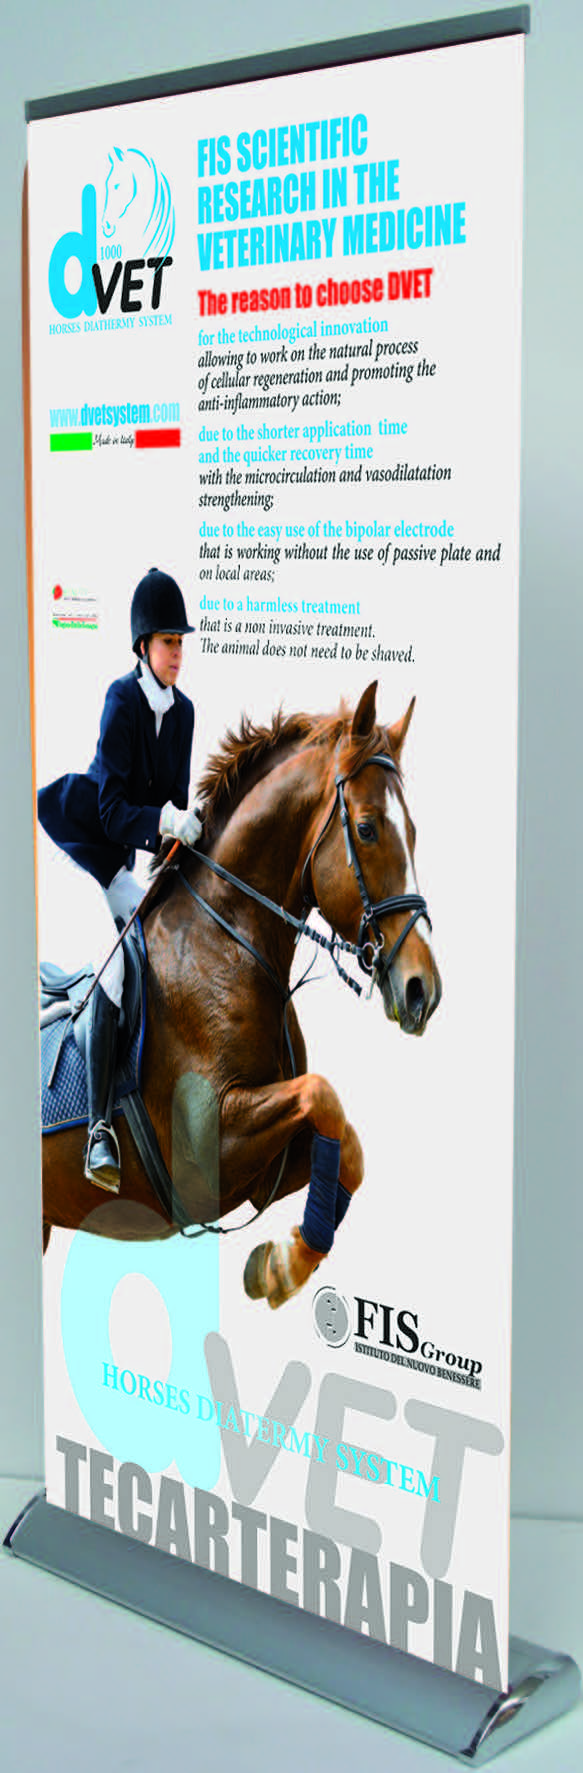 FIS SCIENTIFIC
RESEARCH IN THE
VETERINARY MEDICINE
The reason to choose DVET
d
1000
VET
HORSES DIATHERMY SYSTEM
www.dvetsystem.com
Made in Italy
for the technological innovation
allowing to work on the natural process
of cellular regeneration and promoting the
anti-inflammatory action;
due to the shorter application time
and the quicker recovery time
with the microcirculation and vasodilatation
strengthening;
due to the easy use of the bipolar electrode
that is working without the use of passive plate and
on local areas;
due to a harmless treatment
that is a non invasive treatment.
The animal does not need to be shaved.
FIS Group
ISTITUTO DEL NUOVO BENESSERE
dVET
HORSES DIATERMY SYSTEM
TECARTERAPIA